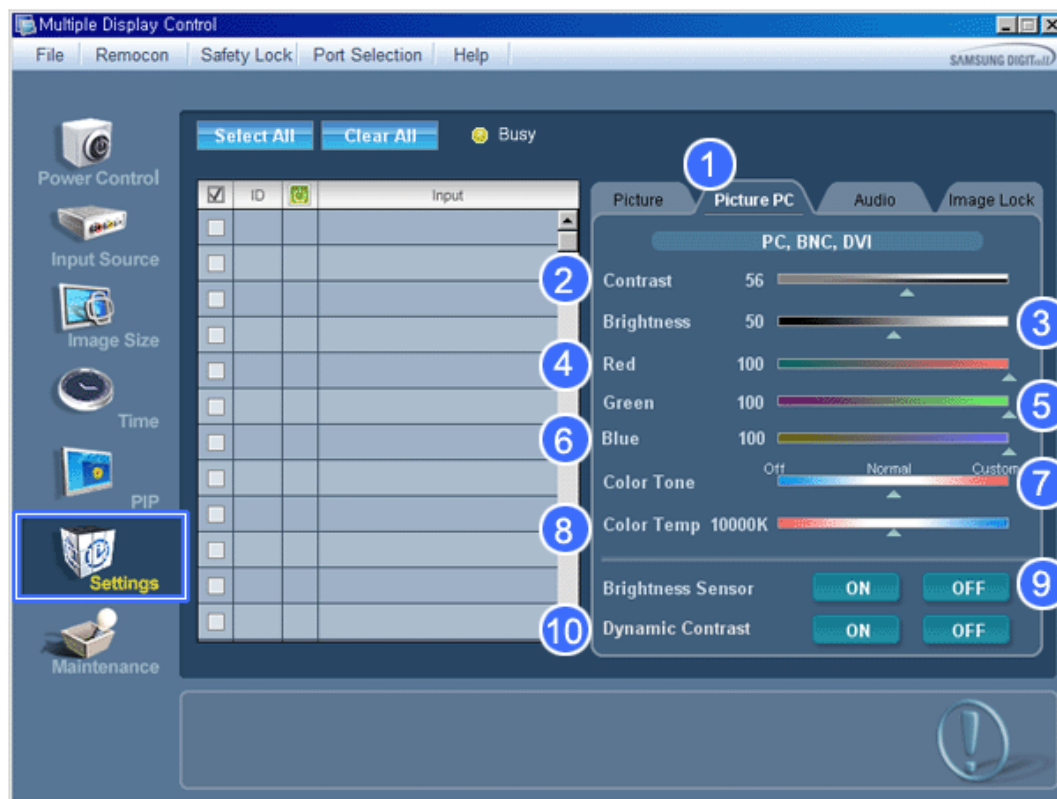 Multiple Display Control
File Remocon Safety Lock Port Selection Help
SAMSUNG DIGITall
Select All Clear All Busy
Power Control
Input Source
Image Size
Time
PIP
Settings
Maintenance
ID Input
1
Picture Picture PC Audio Image Lock
PC, BNC, DVI
2 Contrast 56
Brightness 50 3
4 Red 100
Green 100 5
6 Blue 100
Off Normal Custom
Color Tone 7
8 Color Temp 10000K
Brightness Sensor ON OFF 9
10 Dynamic Contrast ON OFF